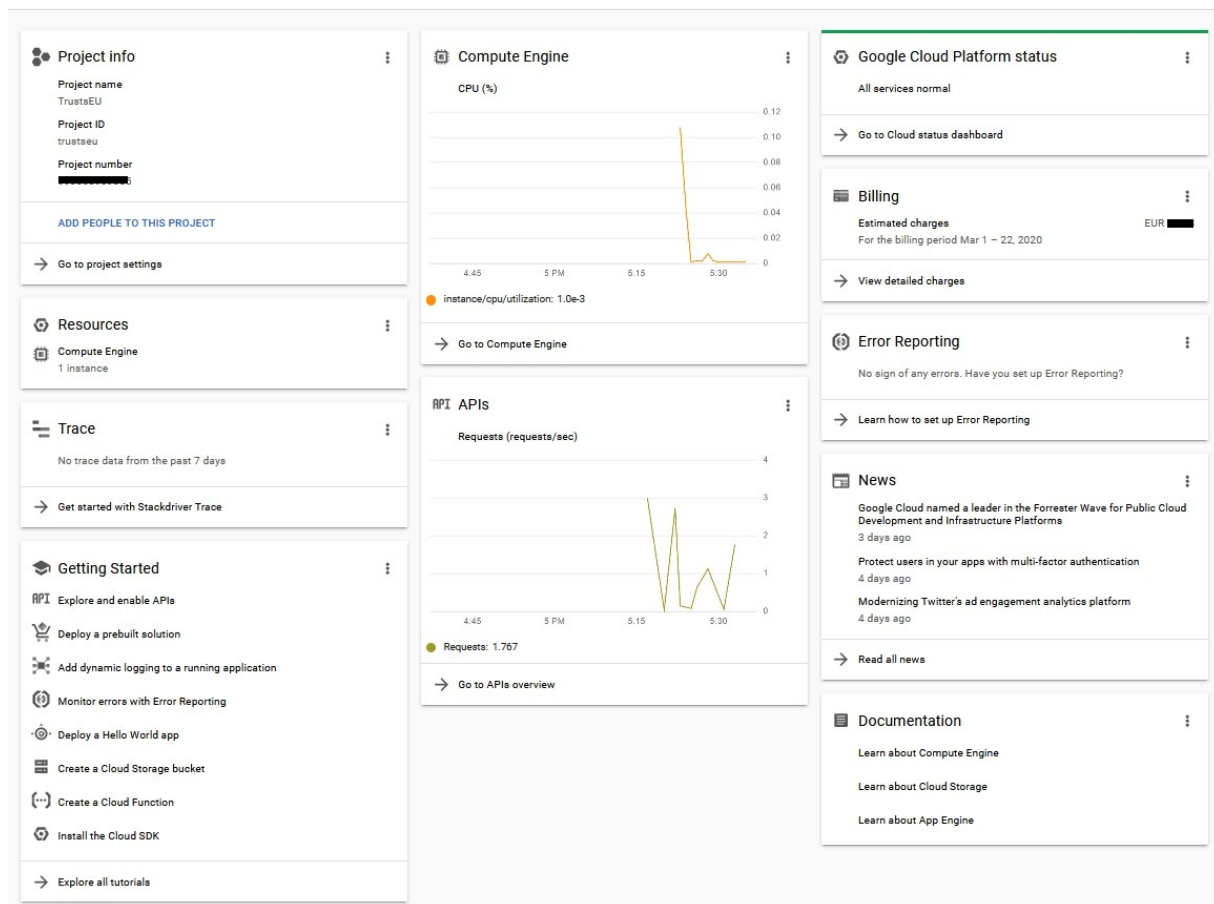 Project info
Project name
TrustsEU
Project ID
trustseu
Project number
ADD PEOPLE TO THIS PROJECT
Go to project settings
Resources
Compute Engine
1 instance
Trace
No trace data from the past 7 days
Get started with Stackdriver Trace
Getting Started
API Explore and enable APIs
Deploy a prebuilt solution
Add dynamic logging to a running application
Monitor errors with Error Reporting
Deploy a Hello World app
Create a Cloud Storage bucket
Create a Cloud Function
Install the Cloud SDK
Explore all tutorials
Compute Engine
CPU (%)
0.12
0.10
0.08
0.06
0.04
0.02
0
4:45 5 PM 5:15 5:30
instance/cpu/utilization: 1.0e-3
Go to Compute Engine
API APIs
Requests (requests/sec)
4
3
2
1
0
4:45 5 PM 5:15 5:30
Requests: 1.767
Go to APIs overview
Google Cloud Platform status
All services normal
Go to Cloud status dashboard
Billing
Estimated charges EUR
For the billing period Mar 1 – 22, 2020
View detailed charges
Error Reporting
No sign of any errors. Have you set up Error Reporting?
Learn how to set up Error Reporting
News
Google Cloud named a leader in the Forrester Wave for Public Cloud
Development and Infrastructure Platforms
3 days ago
Protect users in your apps with multi-factor authentication
4 days ago
Modernizing Twitter's ad engagement analytics platform
4 days ago
Read all news
Documentation
Learn about Compute Engine
Learn about Cloud Storage
Learn about App Engine